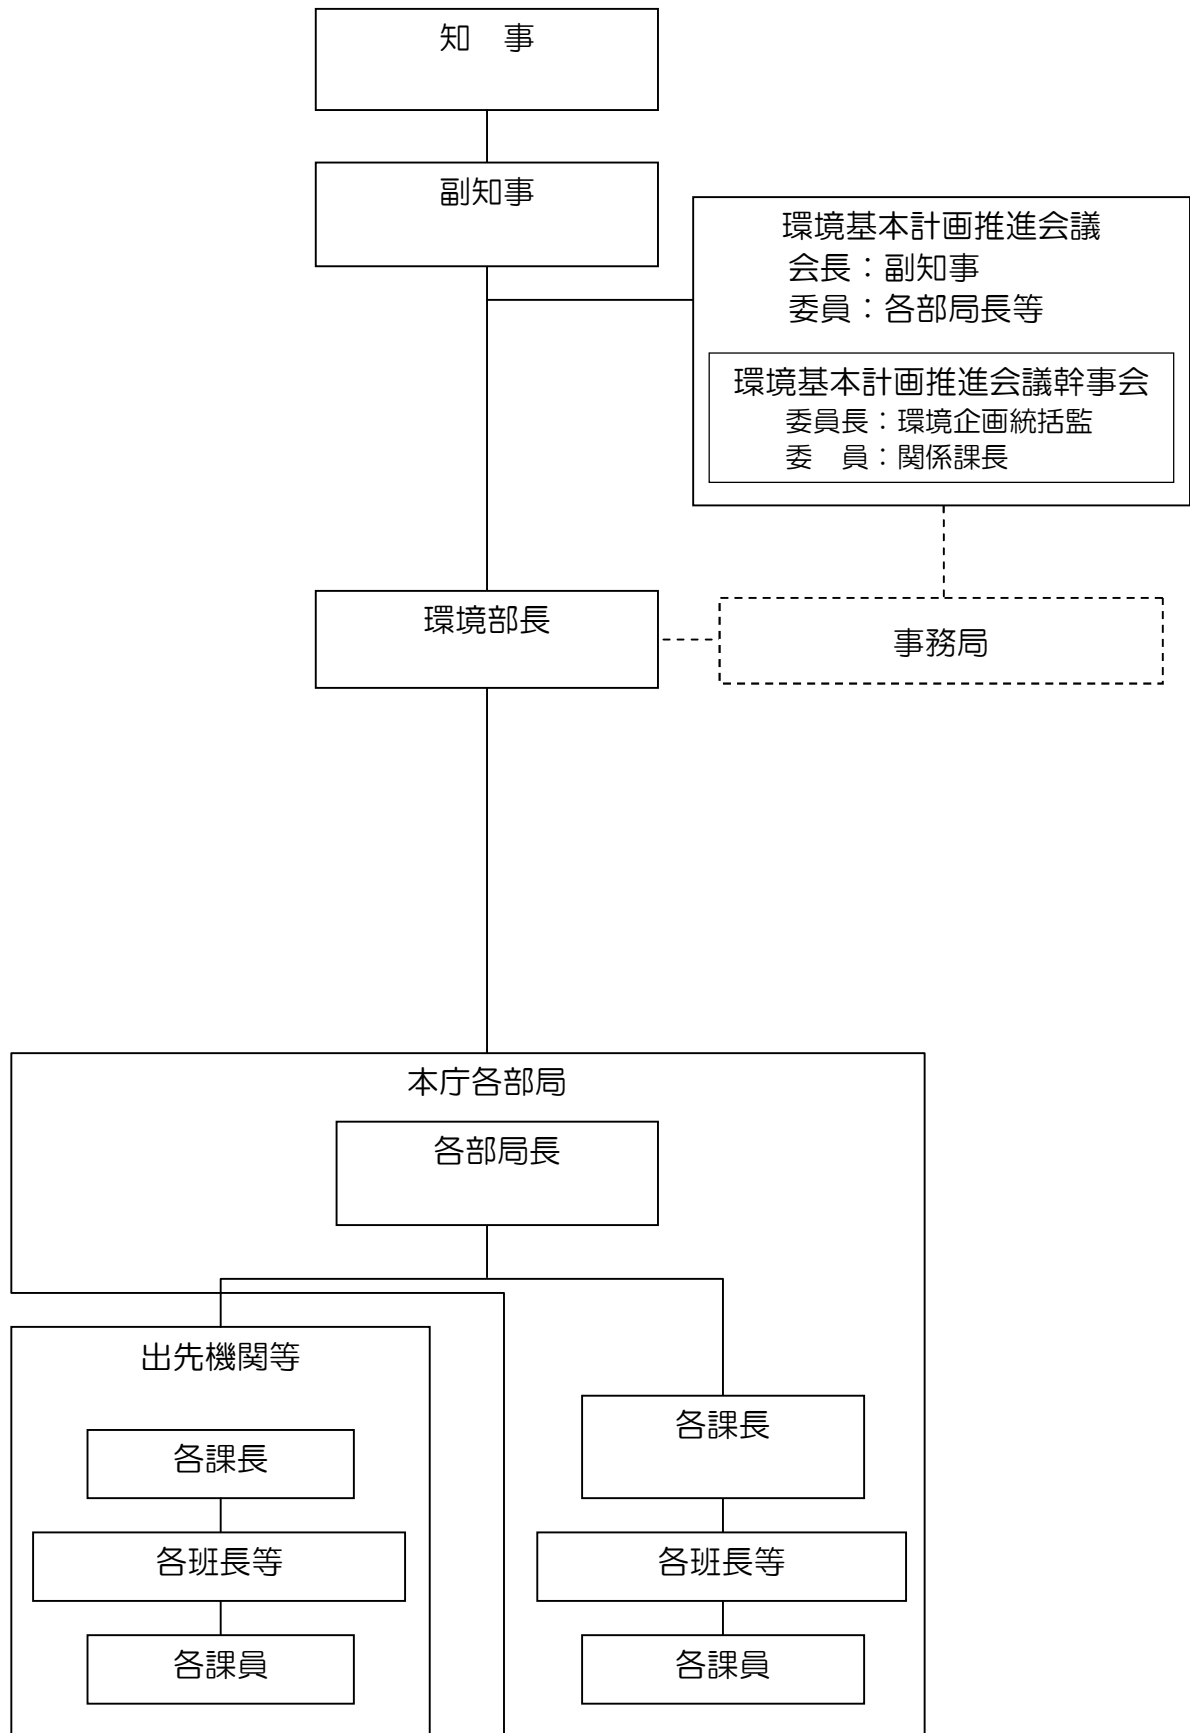 知　事
副知事
環境基本計画推進会議
会長：副知事
委員：各部局長等
環境基本計画推進会議幹事会
委員長：環境企画統括監
委　員：関係課長
環境部長
事務局
本庁各部局
各部局長
出先機関等
各課長
各班長等
各課員
各課長
各班長等
各課員